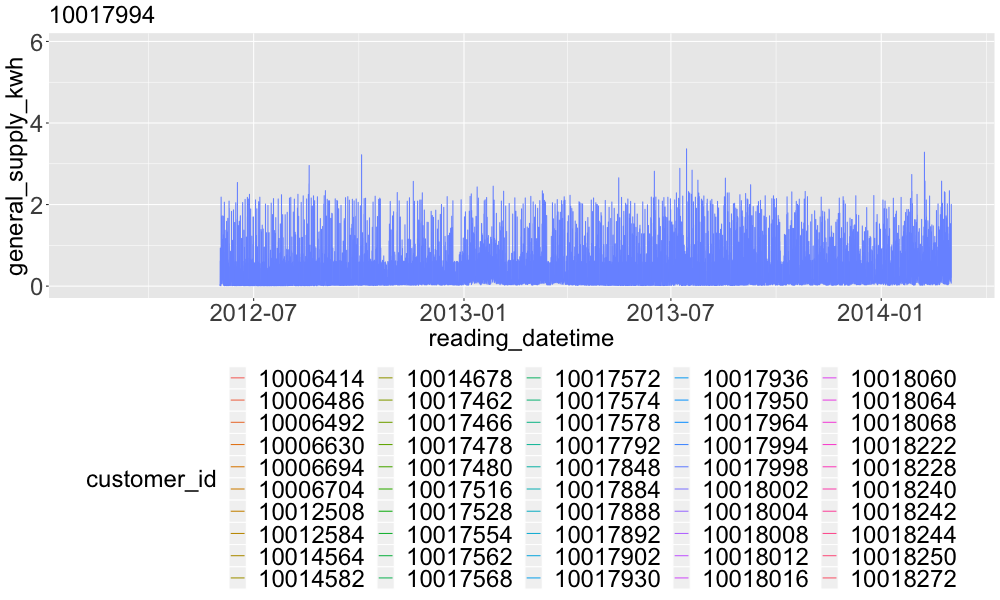 10017994
general_supply_kwh
6
4
2
0
2012-07 2013-01 2013-07 2014-01
reading_datetime
customer_id
10006414 10014678 10017572 10017936 10018060
10006486 10017462 10017574 10017950 10018064
10006492 10017466 10017578 10017964 10018068
10006630 10017478 10017792 10017994 10018222
10006694 10017480 10017848 10017998 10018228
10006704 10017516 10017884 10018002 10018240
10012508 10017528 10017888 10018004 10018242
10012584 10017554 10017892 10018008 10018244
10014564 10017562 10017902 10018012 10018250
10014582 10017568 10017930 10018016 10018272